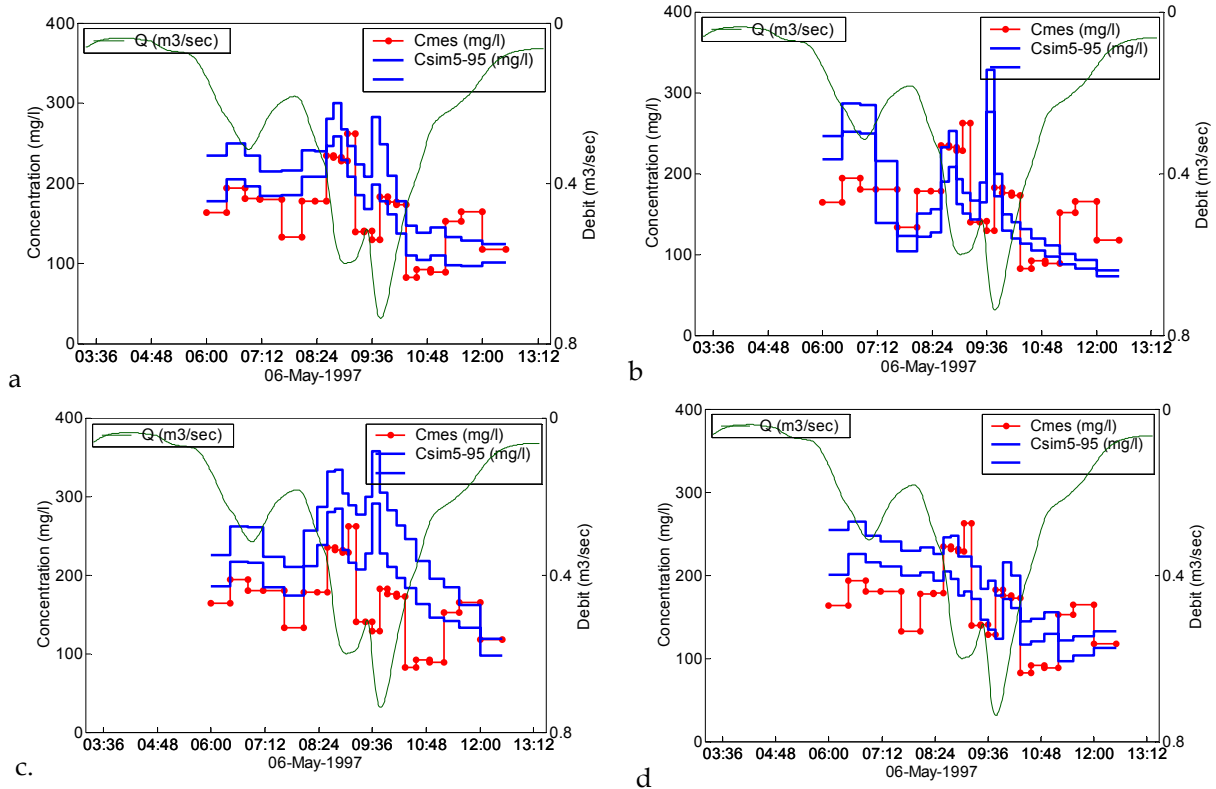 a
400
300
200
100
0
Concentration (mg/l)
Q (m3/sec)
Cmes (mg/l)
Csim5-95 (mg/l)
0
0.4
0.8
Debit (m3/sec)
03:36 04:48 06:00 07:12 08:24 09:36 10:48 12:00 13:12
06-May-1997
b
400
300
200
100
0
Concentration (mg/l)
Q (m3/sec)
Cmes (mg/l)
Csim5-95 (mg/l)
0
0.4
0.8
Debit (m3/sec)
03:36 04:48 06:00 07:12 08:24 09:36 10:48 12:00 13:12
06-May-1997
c.
400
300
200
100
0
Concentration (mg/l)
Q (m3/sec)
Cmes (mg/l)
Csim5-95 (mg/l)
0
0.4
0.8
Debit (m3/sec)
03:36 04:48 06:00 07:12 08:24 09:36 10:48 12:00 13:12
06-May-1997
d
400
300
200
100
0
Concentration (mg/l)
Q (m3/sec)
Cmes (mg/l)
Csim5-95 (mg/l)
0
0.4
0.8
Debit (m3/sec)
03:36 04:48 06:00 07:12 08:24 09:36 10:48 12:00 13:12
06-May-1997